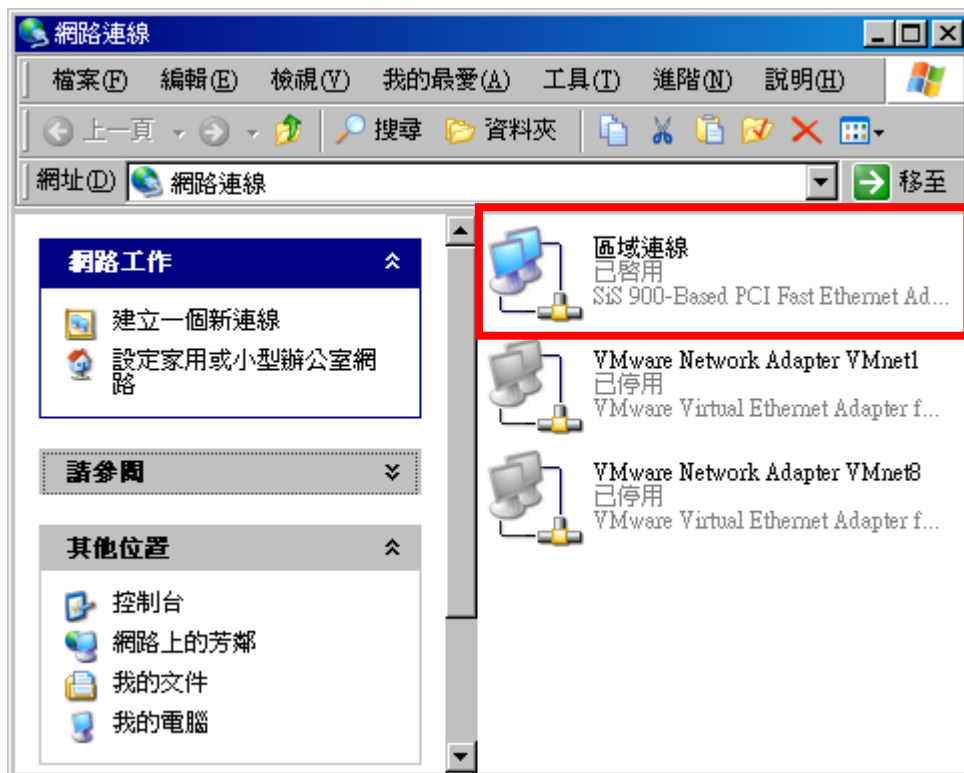 網路連線
檔案(F) 編輯(E) 檢視(V) 我的最愛(A) 工具(T) 進階(N) 說明(H)
上一頁 搜尋 資料夾
網址(D) 網路連線 移至
網路工作
建立一個新連線
設定家用或小型辦公室網
路
請參閱
其他位置
控制台
網路上的芳鄰
我的文件
我的電腦
區域連線
已啓用
SiS 900-Based PCI Fast Ethernet Ad...
VMware Network Adapter VMnet1
已停用
VMware Virtual Ethernet Adapter f...
VMware Network Adapter VMnet8
已停用
VMware Virtual Ethernet Adapter f...